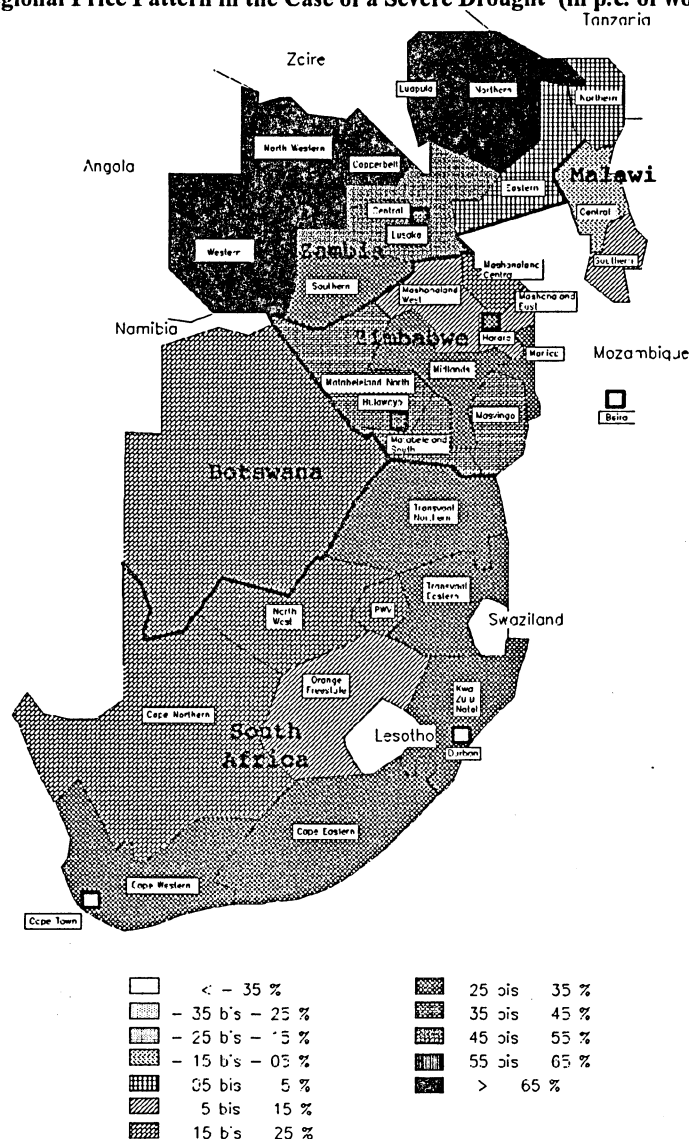 gional Price Pattern in the Case of a Severe Drought (in p.c. of wo
Tanzaria
Zcire
Luapula
Northern
Northern
North Western
Copperbelt
Angola
Malawi
Eastern
Central
Central
Lusaka
Western
Zambia
Southern
Southern
Mashonaland
Central
Mashonaland
West
Mashonaland
East
Namibia
Zimbabwe
Harare
Manica
Mozambique
Midlands
Matabeleland North
Bulawayo
Masvingo
Beira
Matabeleland
South
Botswana
Transvaal
Northern
Transvaal
Eastern
North
West
PWV
Swaziland
Orange
Freestate
Kwa
Zulu
Natal
Cape Northern
South
Africa
Lesotho
Durban
Cape Eastern
Cape Western
Cape Town
< - 35 %
- 35 bis - 25 %
- 25 bis - 15 %
- 15 bis - 05 %
05 bis 5 %
5 bis 15 %
15 bis 25 %
25 bis 35 %
35 bis 45 %
45 bis 55 %
55 bis 65 %
> 65 %